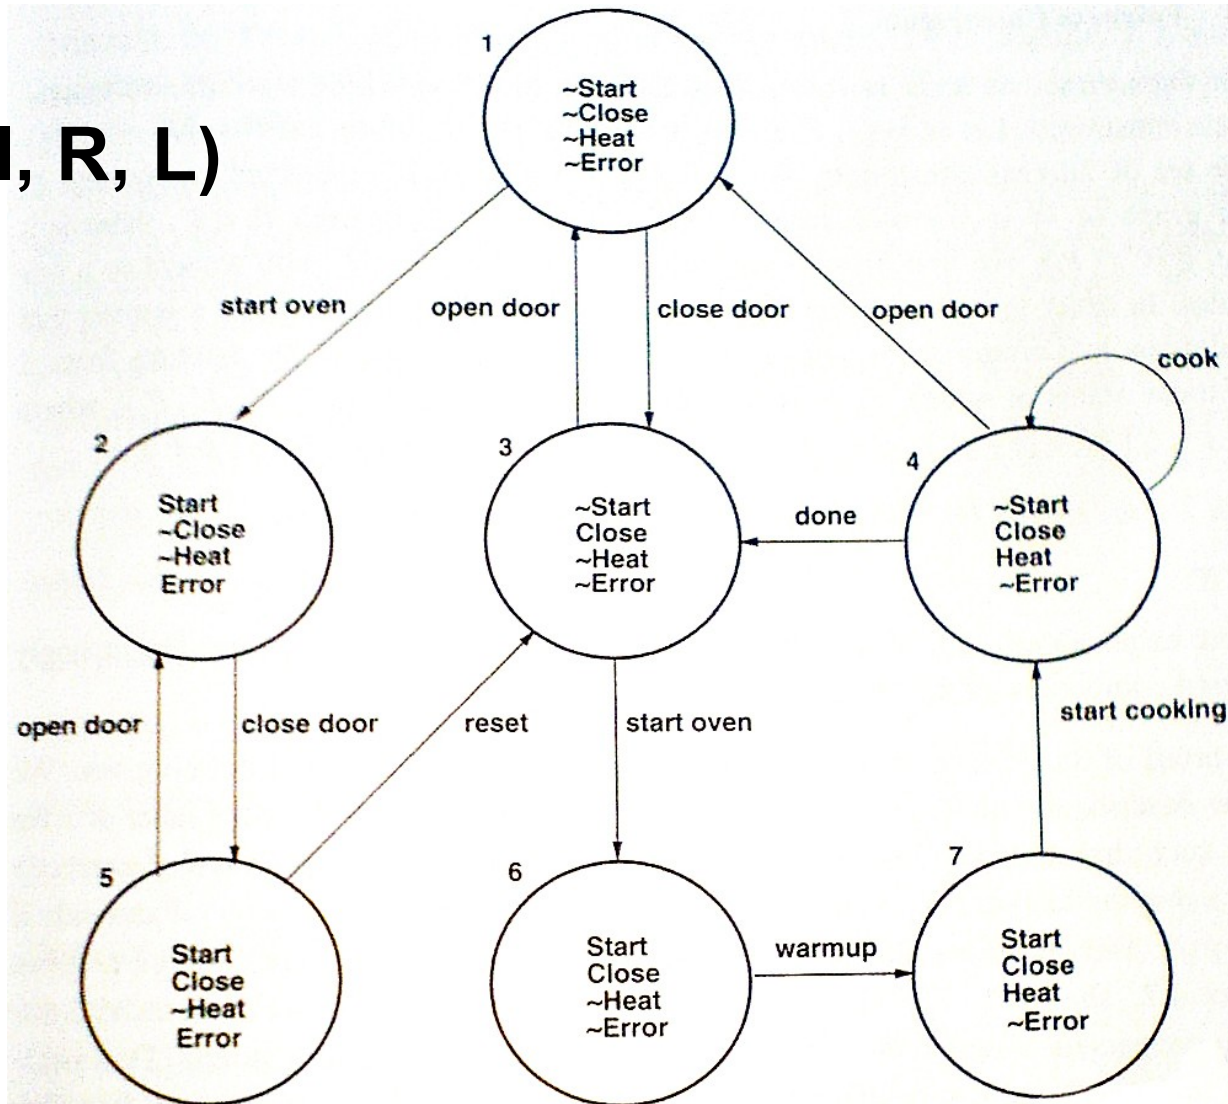 1
~Start
~Close
~Heat
~Error
, R, L)
start oven
open door
close door
open door
cook
2
Start
~Close
~Heat
Error
3
~Start
Close
~Heat
~Error
4
~Start
Close
Heat
~Error
done
open door
close door
reset
start oven
start cooking
5
Start
Close
~Heat
Error
6
Start
Close
~Heat
~Error
warmup
7
Start
Close
Heat
~Error